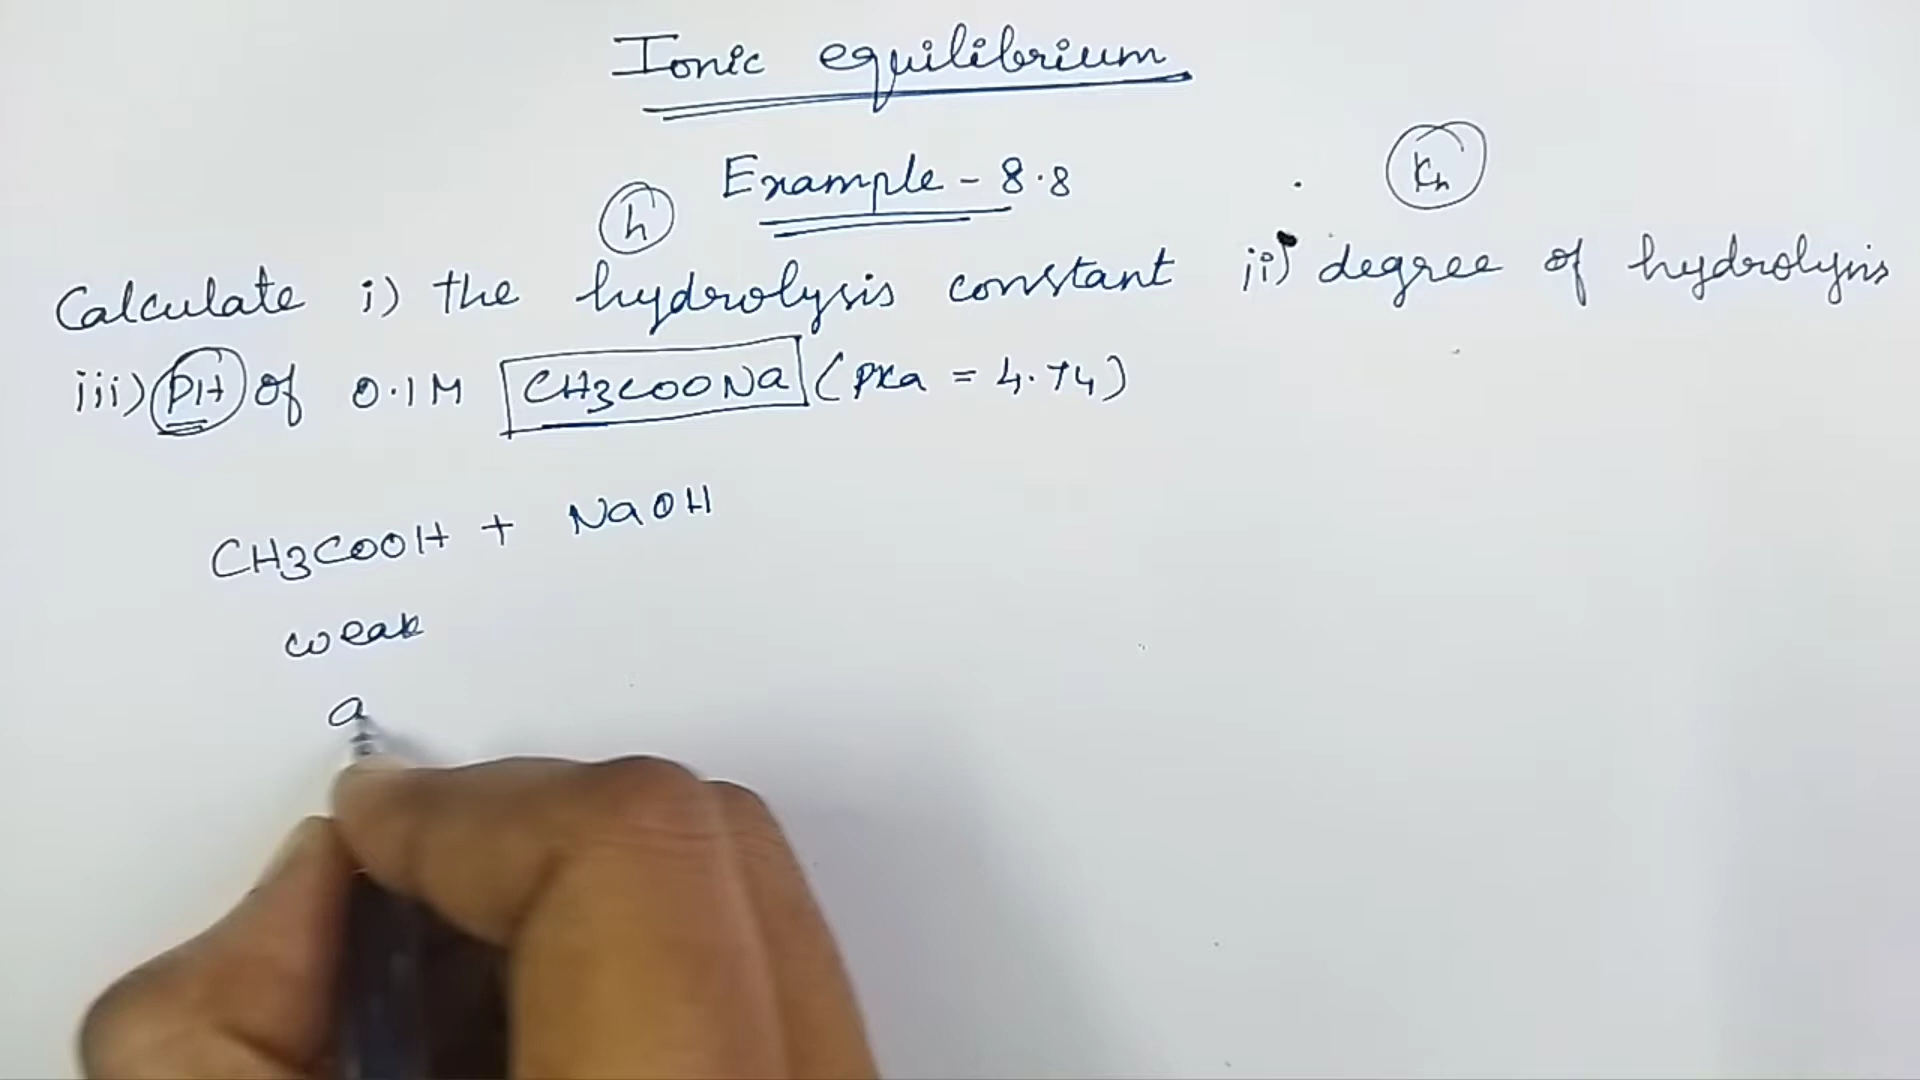 Ionic equilibrium
Example - 8.8
h
Kh
Calculate i) the hydrolysis constant ii) degree of hydrolysis
iii) PH of 0.1M CH3COONa (PKa = 4.74)
CH3COOH + NaOH
weak
a